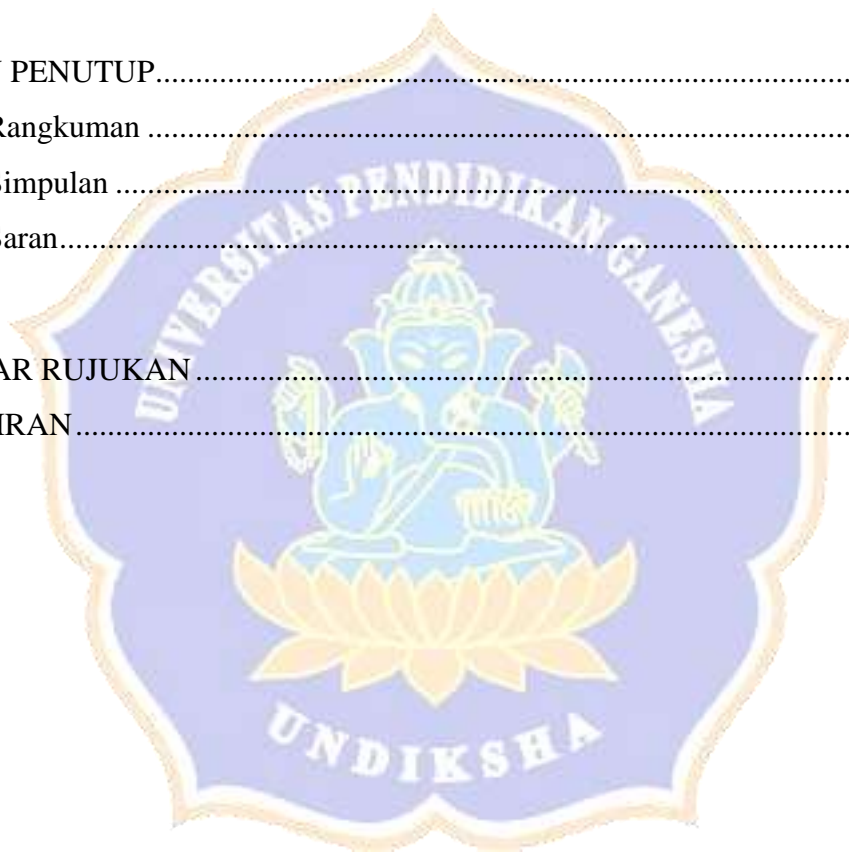 PENUTUP
Rangkuman
Simpulan
Saran
AR RUJUKAN
IRAN
UNIVERSITAS PENDIDIKAN GANESHA
UNDIKSHA